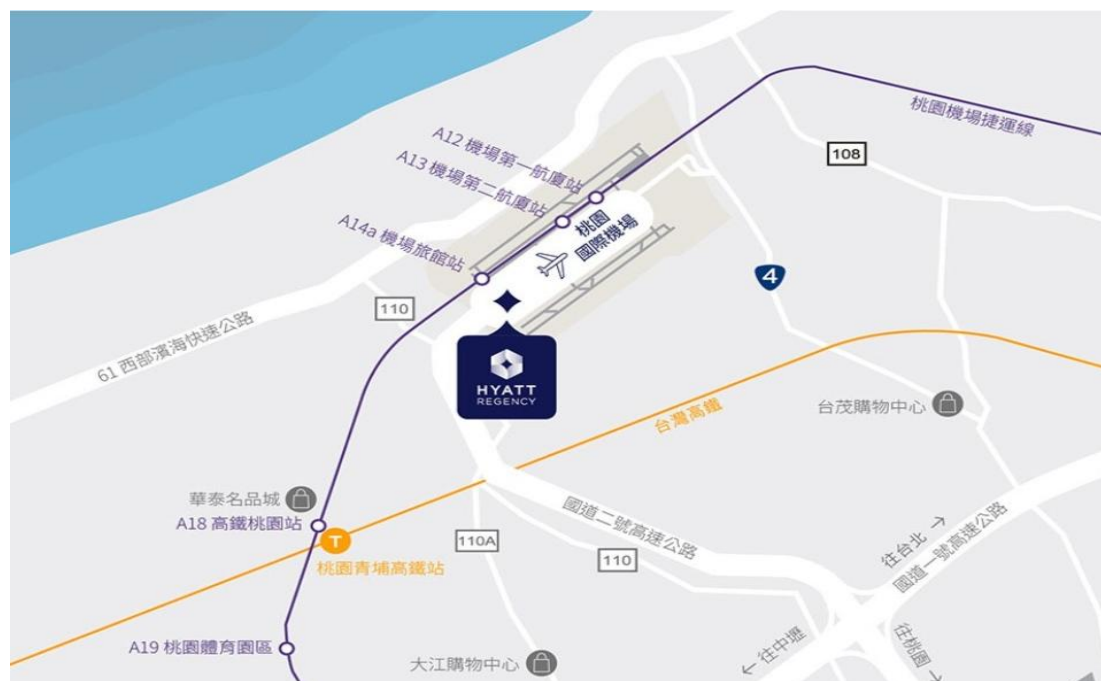 桃園機場捷運線
A12 機場第一航廈站
108
A13 機場第二航廈站
A14a 機場旅館站
桃園
國際機場
4
110
61 西部濱海快速公路
HYATT
REGENCY
台茂購物中心
台灣高鐵
華泰名品城
A18 高鐵桃園站
T
桃園青埔高鐵站
110A
國道二號高速公路
110
往台北 →
國道一號高速公路
A19 桃園體育園區
大江購物中心
← 往中壢
往桃園 →